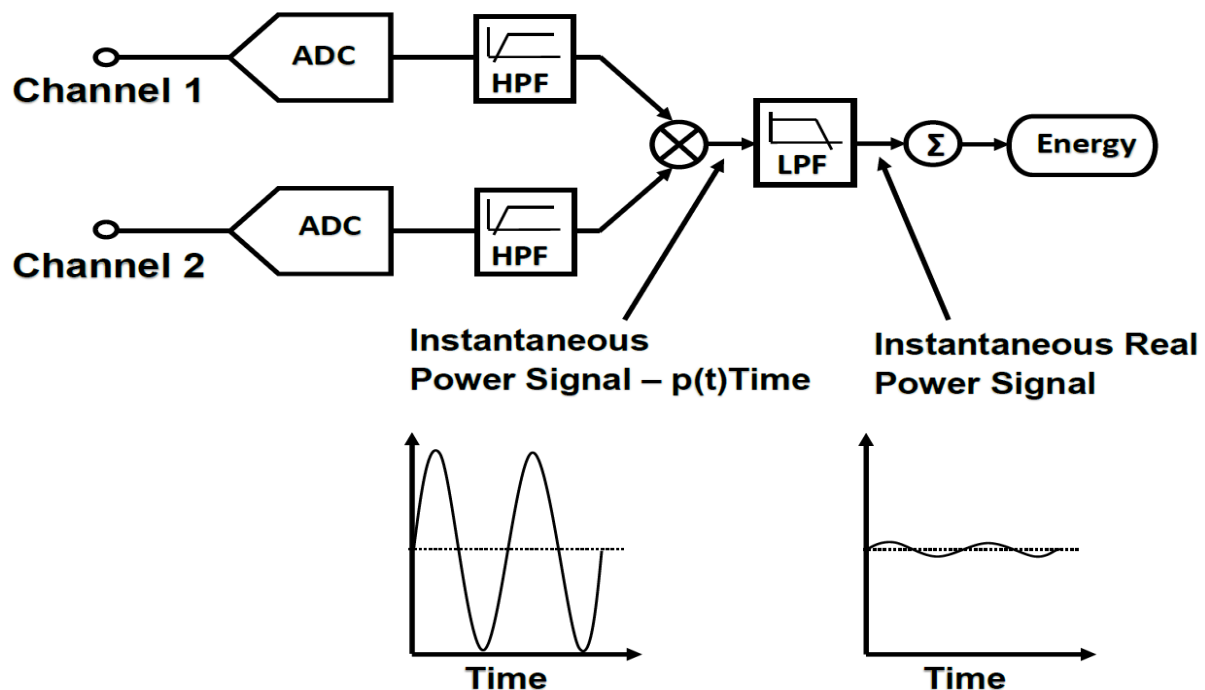 ADC
HPF
Channel 1
LPF
Σ
Energy
ADC
HPF
Channel 2
Instantaneous
Power Signal – p(t)Time
Instantaneous Real
Power Signal
Time
Time